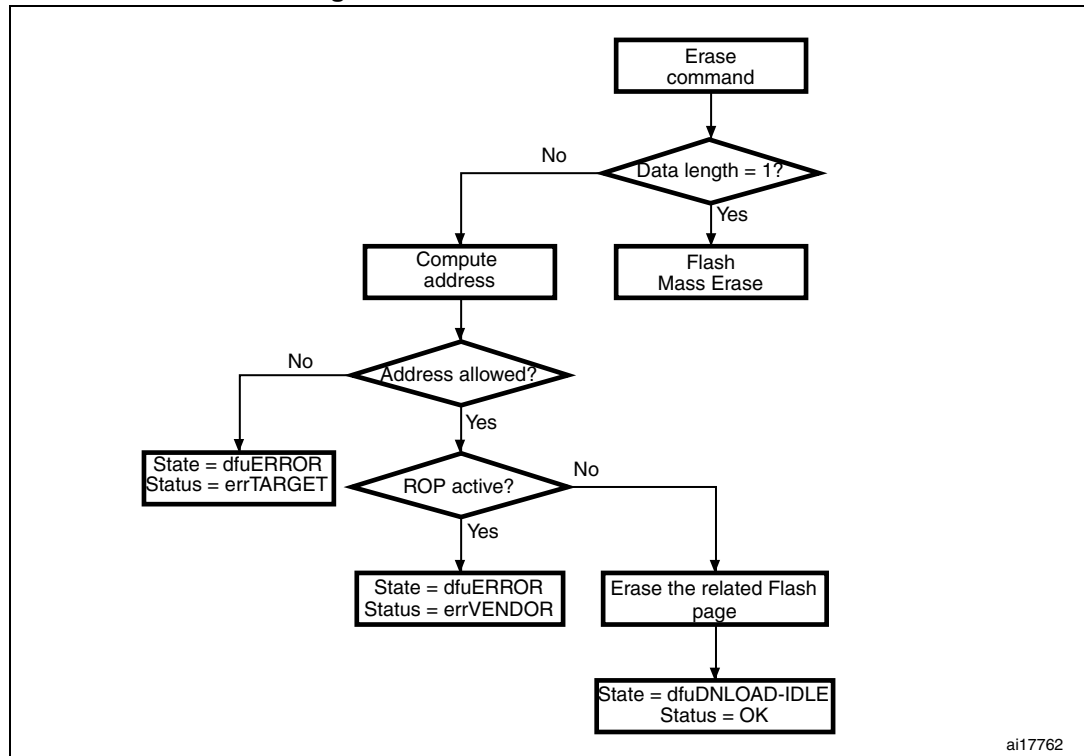 Erase
command
No
Data length = 1?
Yes
Compute
address
Flash
Mass Erase
No
Address allowed?
Yes
State = dfuERROR
Status = errTARGET
ROP active?
No
Yes
State = dfuERROR
Status = errVENDOR
Erase the related Flash
page
State = dfuDNLOAD-IDLE
Status = OK
ai17762